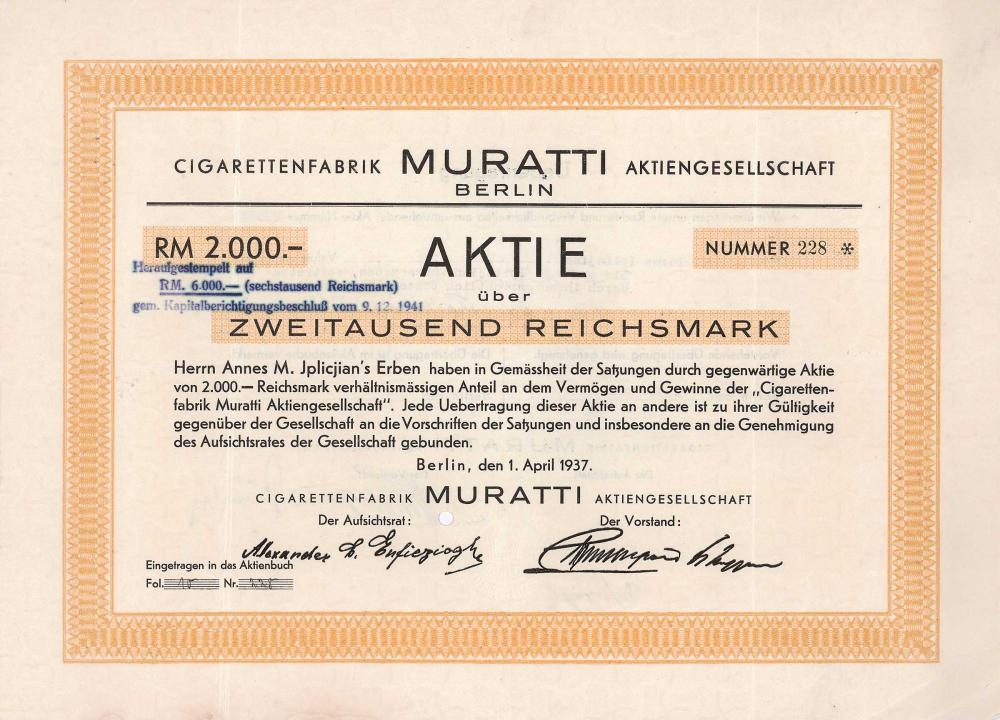 CIGARETTENFABRIK MURATTI AKTIENGESELLSCHAFT
BERLIN
RM 2.000.–
AKTIE
NUMMER 228 *
Heraufgestempelt auf
RM. 6.000.— (sechstausend Reichsmark)
gem. Kapitalberichtigungsbeschluß vom 9. 12. 1941
über
ZWEITAUSEND REICHSMARK
Herrn Annes M. Jplicjian's Erben haben in Gemässheit der Satzungen durch gegenwärtige Aktie
von 2.000.— Reichsmark verhältnismässigen Anteil an dem Vermögen und Gewinne der „Cigaretten-
fabrik Muratti Aktiengesellschaft". Jede Uebertragung dieser Aktie an andere ist zu ihrer Gültigkeit
gegenüber der Gesellschaft an die Vorschriften der Satzungen und insbesondere an die Genehmigung
des Aufsichtsrates der Gesellschaft gebunden.
Berlin, den 1. April 1937.
CIGARETTENFABRIK MURATTI AKTIENGESELLSCHAFT
Der Aufsichtsrat: Der Vorstand:
Alexander
Eingetragen in das Aktienbuch
Fol. 15 Nr. 228